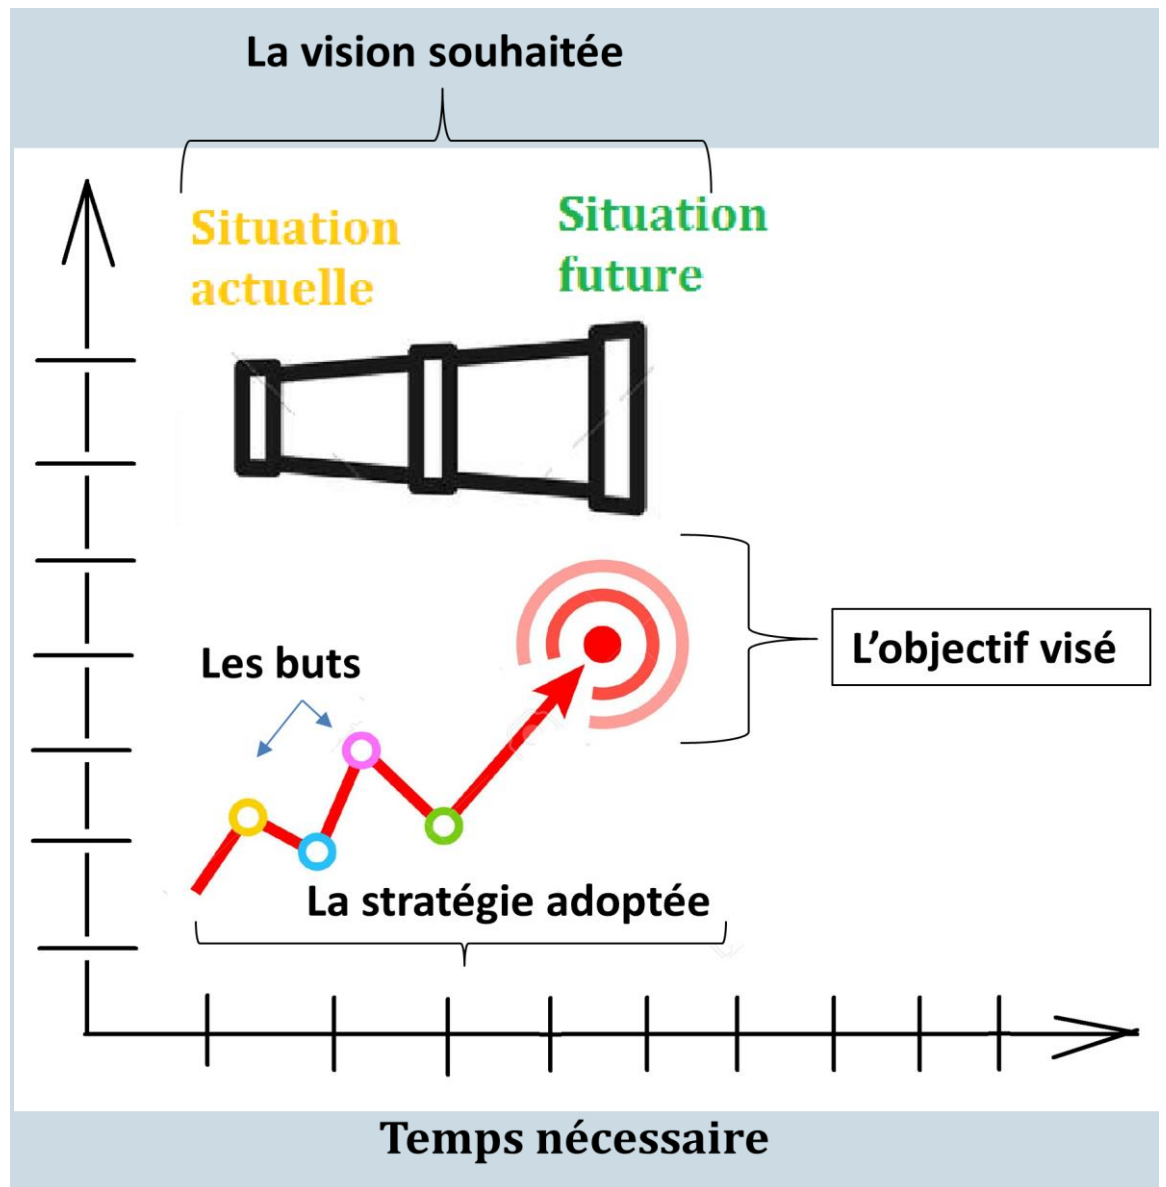 La vision souhaitée
Situation
actuelle
Situation
future
L’objectif visé
Les buts
La stratégie adoptée
Temps nécessaire